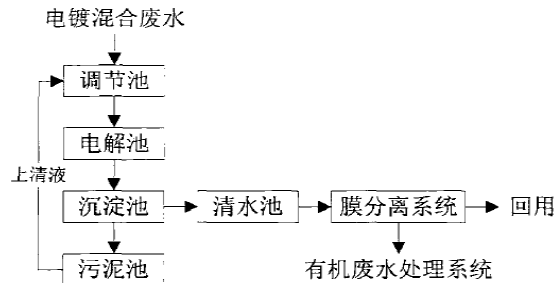 电镀混合废水
调节池
电解池
上清液
沉淀池
清水池
膜分离系统
回用
污泥池
有机废水处理系统